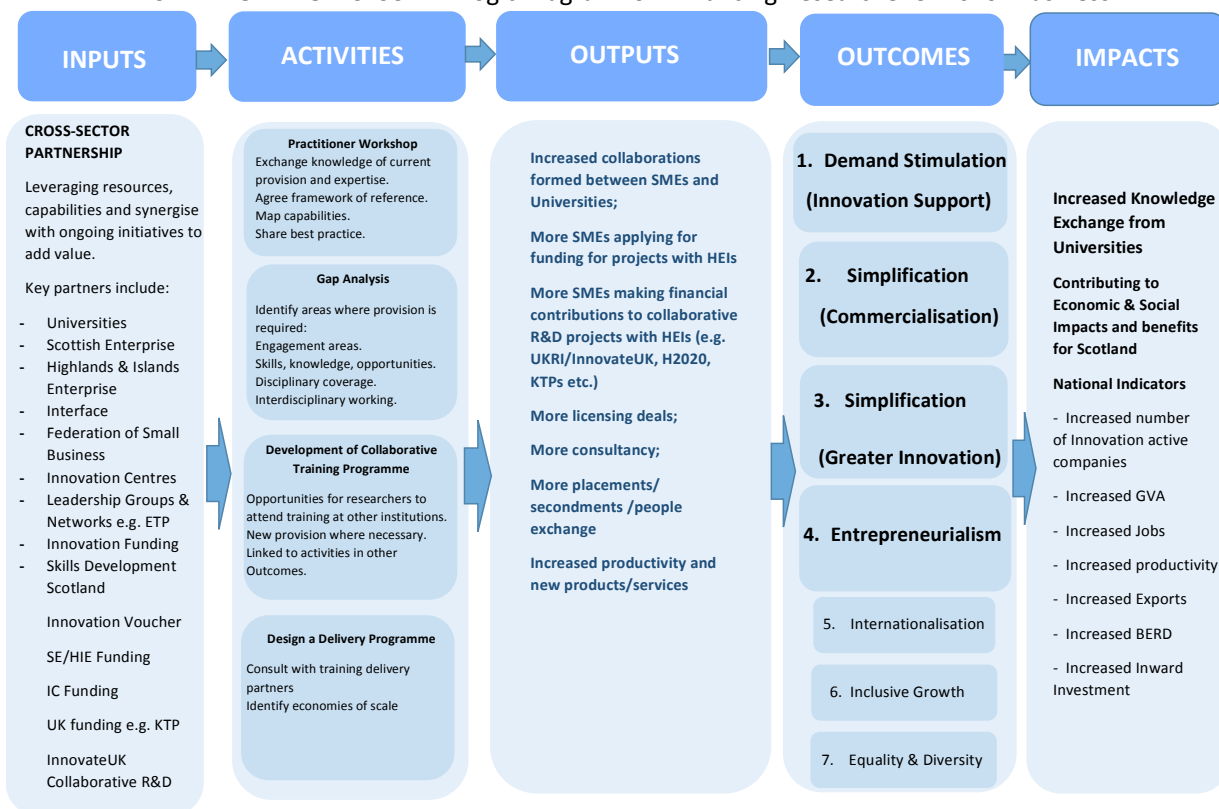 INPUTS
ACTIVITIES
OUTPUTS
OUTCOMES
IMPACTS
CROSS-SECTOR
PARTNERSHIP
Leveraging resources,
capabilities and synergise
with ongoing initiatives to
add value.
Key partners include:
- Universities
- Scottish Enterprise
- Highlands & Islands
Enterprise
- Interface
- Federation of Small
Business
- Innovation Centres
- Leadership Groups &
Networks e.g. ETP
- Innovation Funding
- Skills Development
Scotland
Innovation Voucher
SE/HIE Funding
IC Funding
UK funding e.g. KTP
InnovateUK
Collaborative R&D
Practitioner Workshop
Exchange knowledge of current
provision and expertise.
Agree framework of reference.
Map capabilities.
Share best practice.
Gap Analysis
Identify areas where provision is
required:
Engagement areas.
Skills, knowledge, opportunities.
Disciplinary coverage.
Interdisciplinary working.
Development of Collaborative
Training Programme
Opportunities for researchers to
attend training at other institutions.
New provision where necessary.
Linked to activities in other
Outcomes.
Design a Delivery Programme
Consult with training delivery
partners
Identify economies of scale
Increased collaborations
formed between SMEs and
Universities;
More SMEs applying for
funding for projects with HEIs
More SMEs making financial
contributions to collaborative
R&D projects with HEIs (e.g.
UKRI/InnovateUK, H2020,
KTPs etc.)
More licensing deals;
More consultancy;
More placements/
secondments /people
exchange
Increased productivity and
new products/services
1. Demand Stimulation
(Innovation Support)
2. Simplification
(Commercialisation)
3. Simplification
(Greater Innovation)
4. Entrepreneurialism
5. Internationalisation
6. Inclusive Growth
7. Equality & Diversity
Increased Knowledge
Exchange from
Universities
Contributing to
Economic & Social
Impacts and benefits
for Scotland
National Indicators
- Increased number
of Innovation active
companies
- Increased GVA
- Increased Jobs
- Increased productivity
- Increased Exports
- Increased BERD
- Increased Inward
Investment